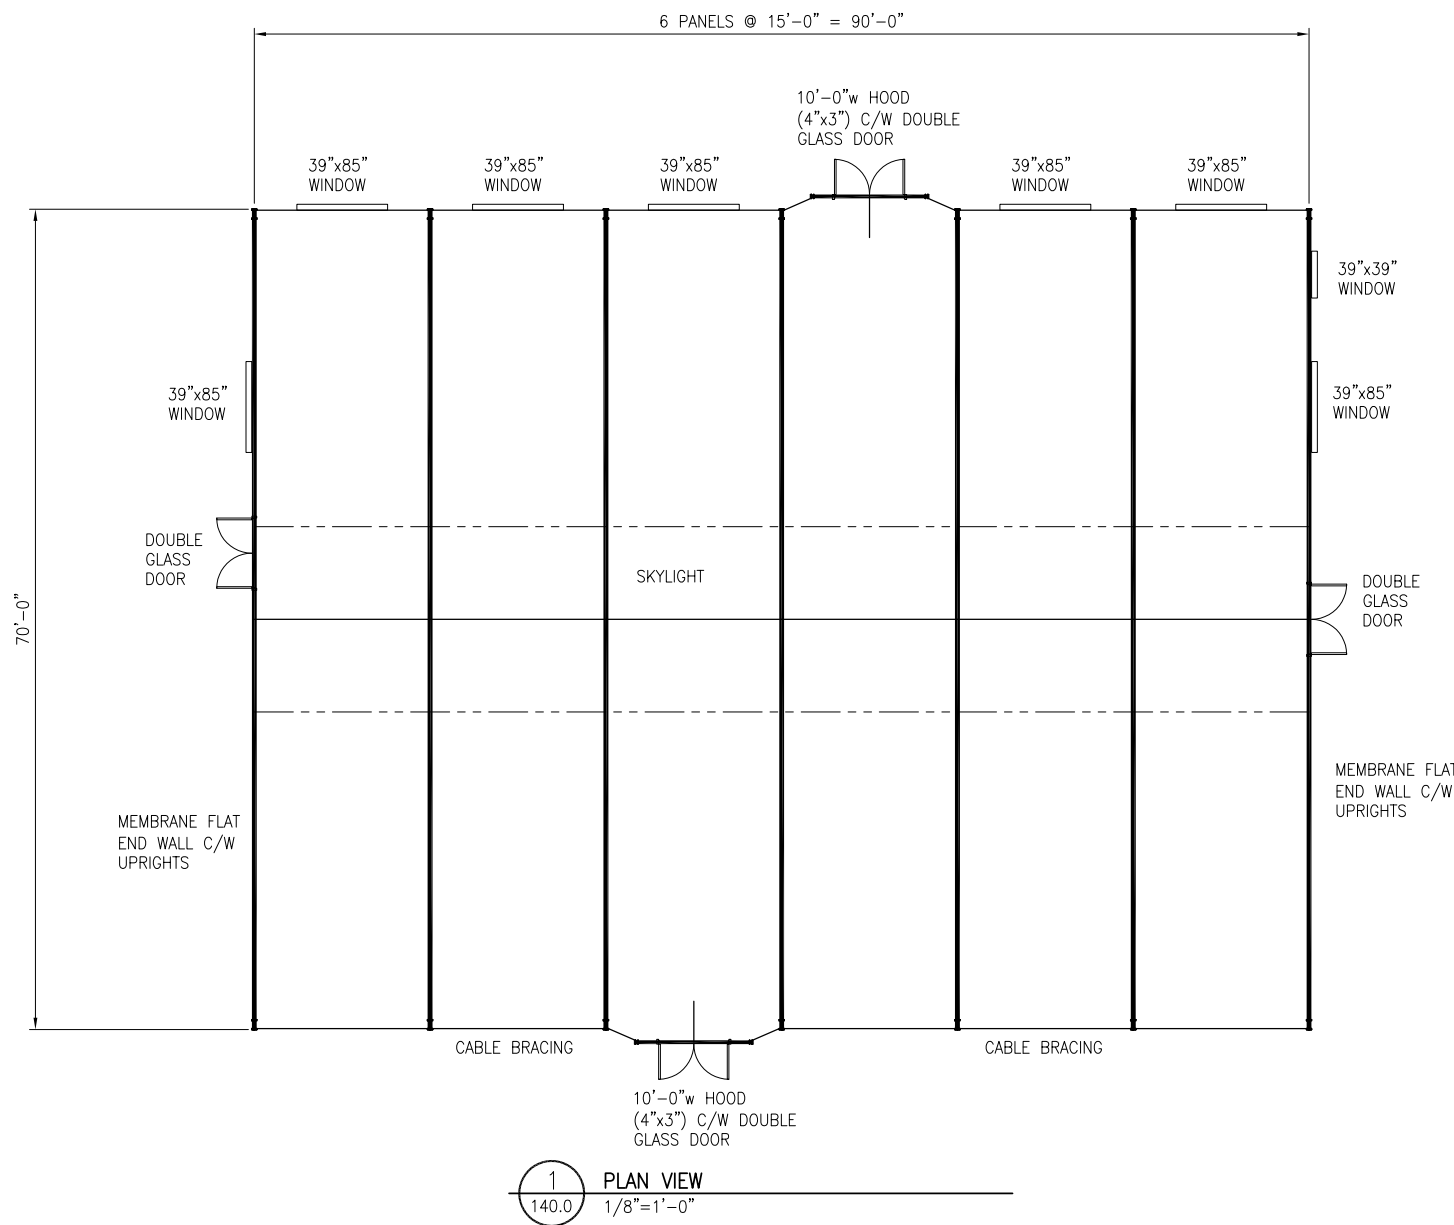 6 PANELS @ 15'-0" = 90'-0"
10'-0"w HOOD
(4"x3") C/W DOUBLE
GLASS DOOR
39"x85"
WINDOW
39"x85"
WINDOW
39"x85"
WINDOW
39"x85"
WINDOW
39"x85"
WINDOW
39"x39"
WINDOW
39"x85"
WINDOW
39"x85"
WINDOW
DOUBLE
GLASS
DOOR
SKYLIGHT
DOUBLE
GLASS
DOOR
70'-0"
MEMBRANE FLAT
END WALL C/W
UPRIGHTS
MEMBRANE FLAT
END WALL C/W
UPRIGHTS
CABLE BRACING
CABLE BRACING
10'-0"w HOOD
(4"x3") C/W DOUBLE
GLASS DOOR
1
140.0
PLAN VIEW
1/8"=1'-0"